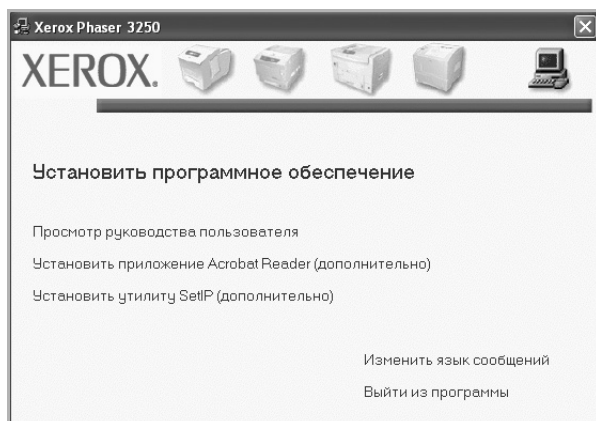 Xerox Phaser 3250
XEROX.
Установить программное обеспечение
Просмотр руководства пользователя
Установить приложение Acrobat Reader (дополнительно)
Установить утилиту SetIP (дополнительно)
Изменить язык сообщений
Выйти из программы